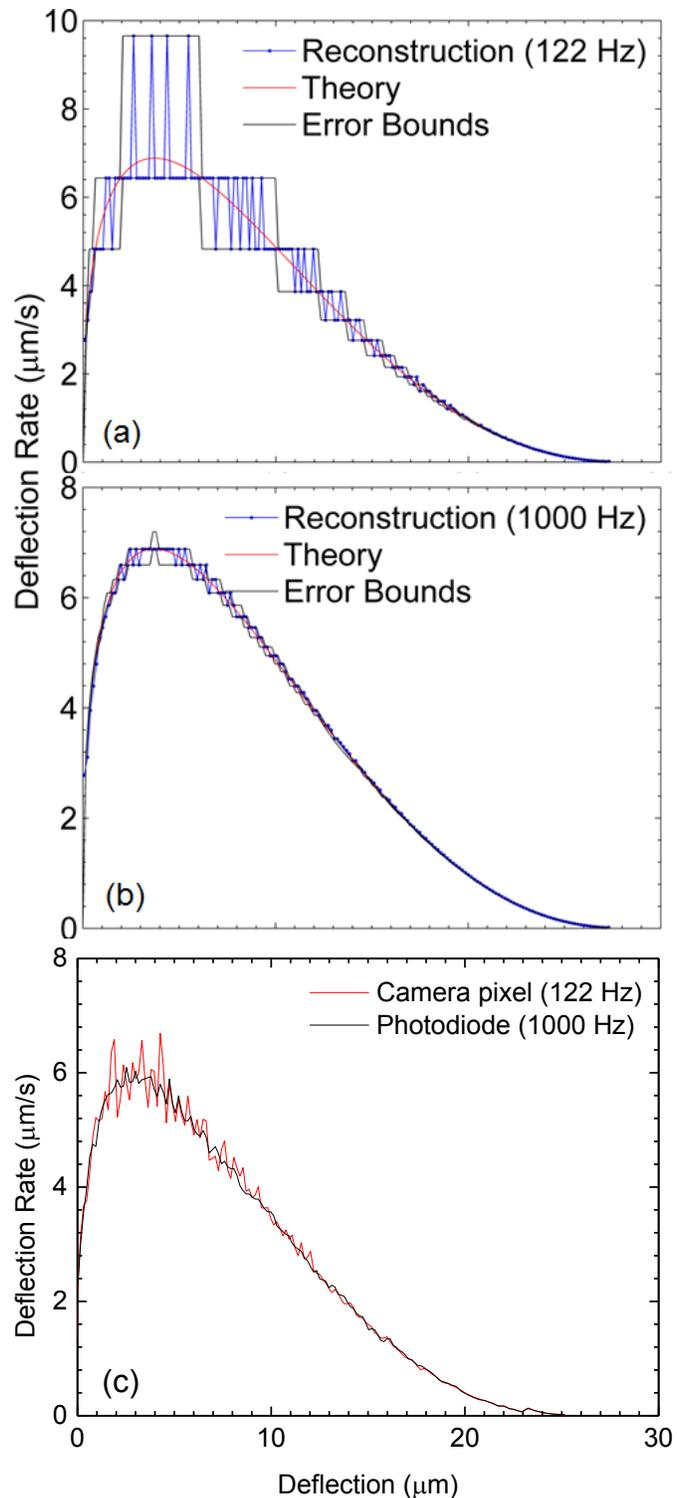 10
Reconstruction (122 Hz)
Theory
Error Bounds
8
6
4
2
0
(a)
Deflection Rate (μm/s)
8
Reconstruction (1000 Hz)
Theory
Error Bounds
6
4
2
0
(b)
8
Camera pixel (122 Hz)
Photodiode (1000 Hz)
6
4
2
0
Deflection Rate (μm/s)
(c)
0 10 20 30
Deflection (μm)